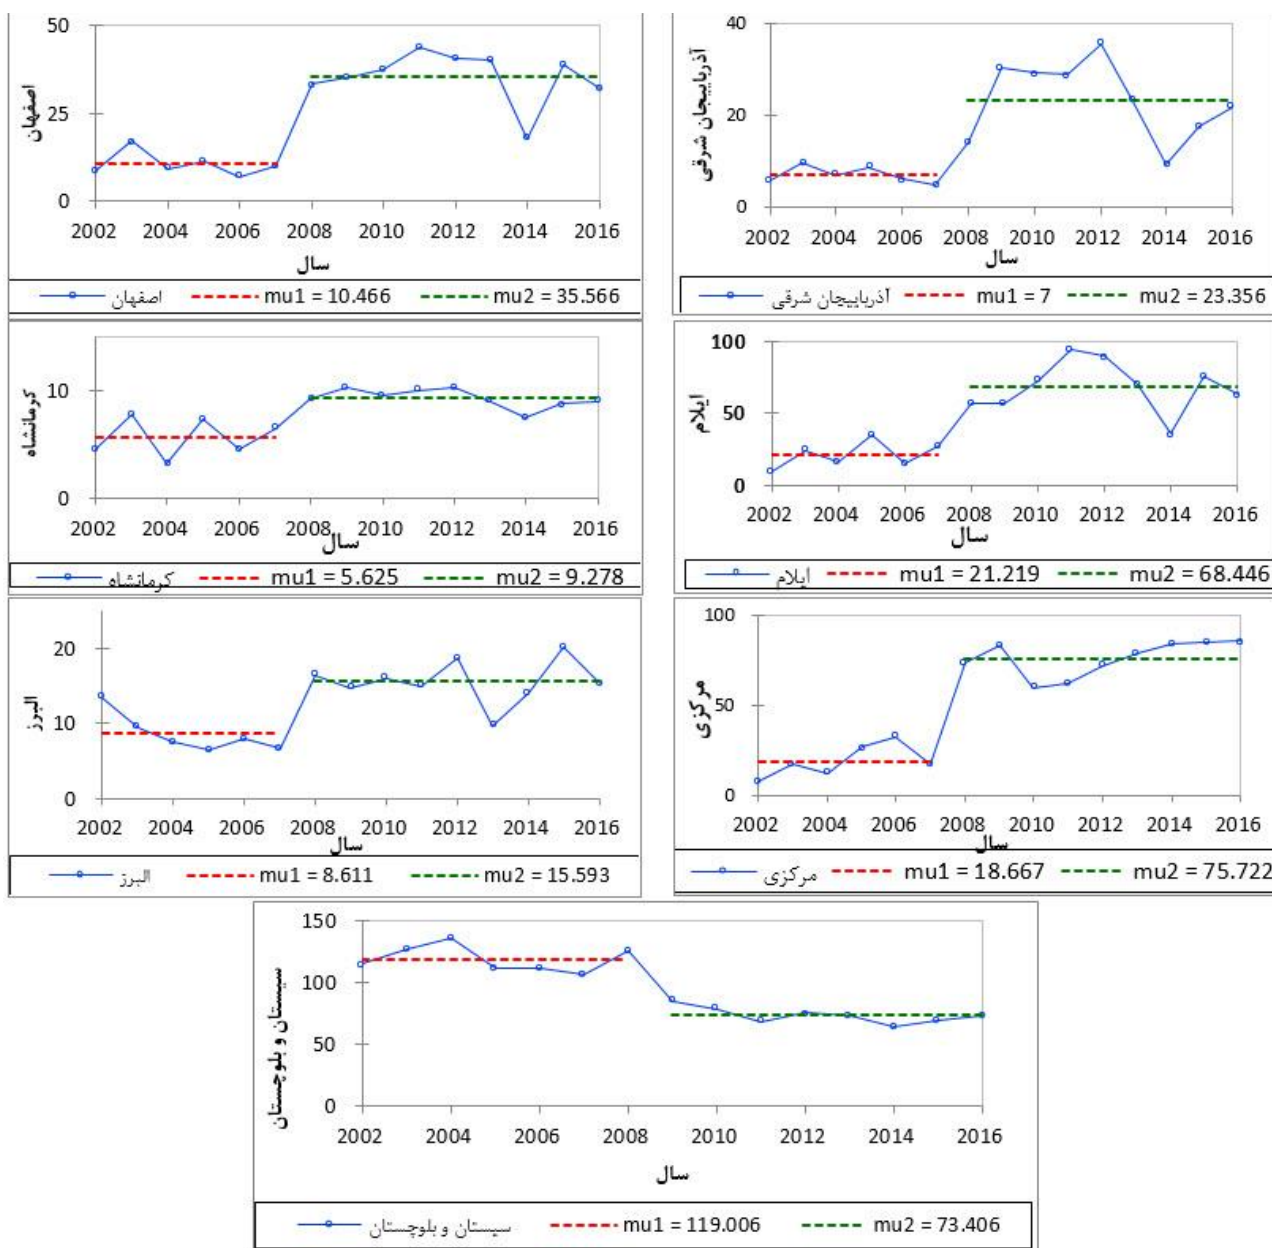 50
25
0
اصفهان
2002 2004 2006 2008 2010 2012 2014 2016
سال
اصفهان mu1 = 10.466 mu2 = 35.566
40
20
0
آذربایجان شرقی
2002 2004 2006 2008 2010 2012 2014 2016
سال
آذربایجان شرقی mu1 = 7 mu2 = 23.356
10
0
کرمانشاه
2002 2004 2006 2008 2010 2012 2014 2016
سال
کرمانشاه mu1 = 5.625 mu2 = 9.278
100
50
0
ایلام
2002 2004 2006 2008 2010 2012 2014 2016
سال
ایلام mu1 = 21.219 mu2 = 68.446
20
10
0
البرز
2002 2004 2006 2008 2010 2012 2014 2016
سال
البرز mu1 = 8.611 mu2 = 15.593
100
50
0
مرکزی
2002 2004 2006 2008 2010 2012 2014 2016
سال
مرکزی mu1 = 18.667 mu2 = 75.722
150
100
50
0
سیستان و بلوچستان
2002 2004 2006 2008 2010 2012 2014 2016
سال
سیستان و بلوچستان mu1 = 119.006 mu2 = 73.406